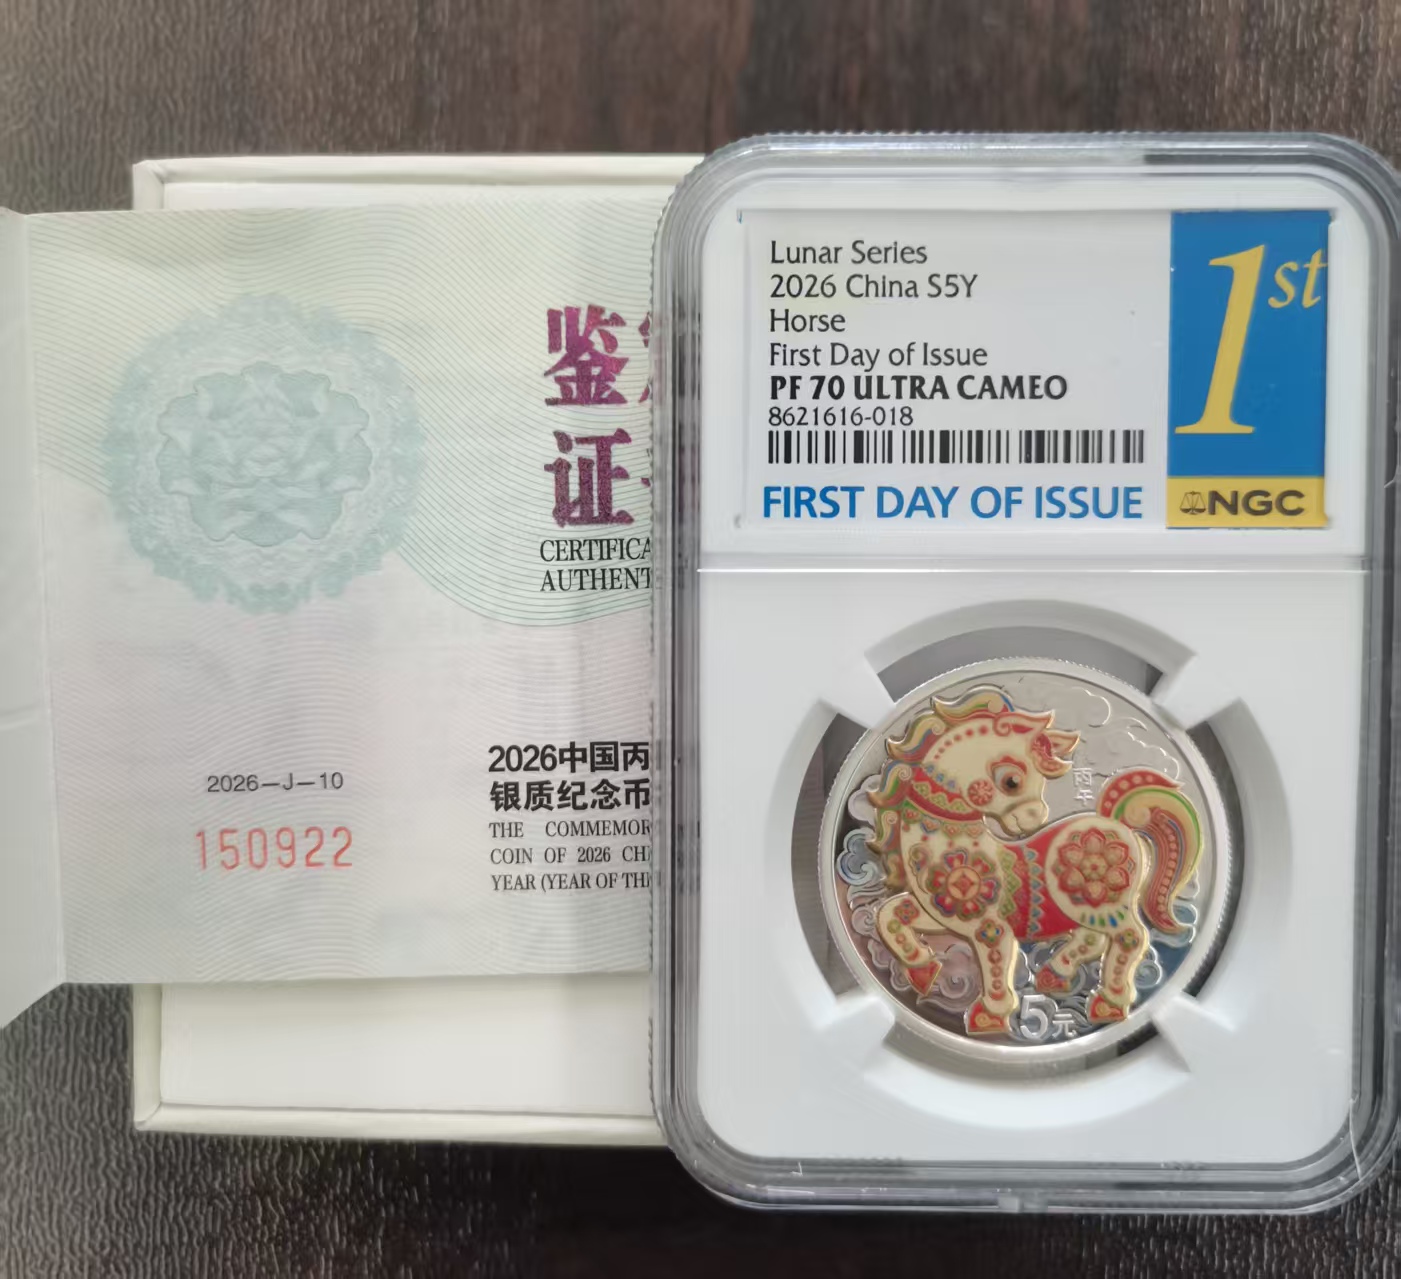 鉴
证
CERTIFICA
AUTHENT
2026-J-10
150922
2026中国丙
银质纪念币
THE COMMEMOR
COIN OF 2026 CHI
YEAR (YEAR OF TH
Lunar Series
2026 China S5Y
Horse
First Day of Issue
PF 70 ULTRA CAMEO
8621616-018
FIRST DAY OF ISSUE
1st
NGC
丙午
5元